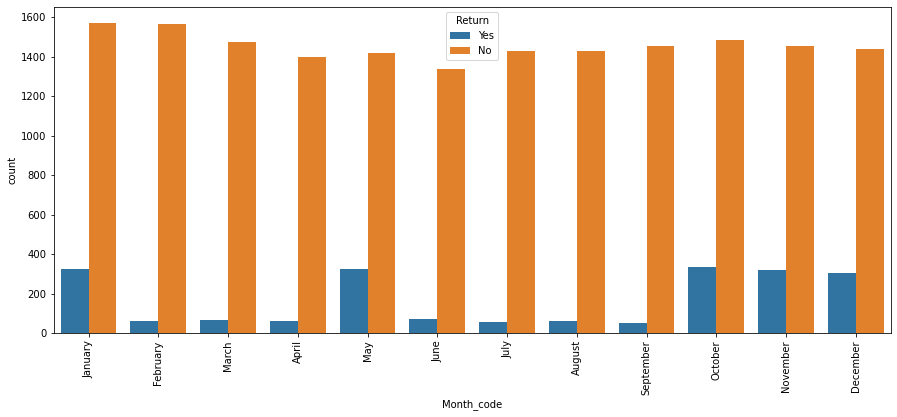 Return
Yes
No
count
1600
1400
1200
1000
800
600
400
200
0
January
February
March
April
May
June
July
August
September
October
November
December
Month_code